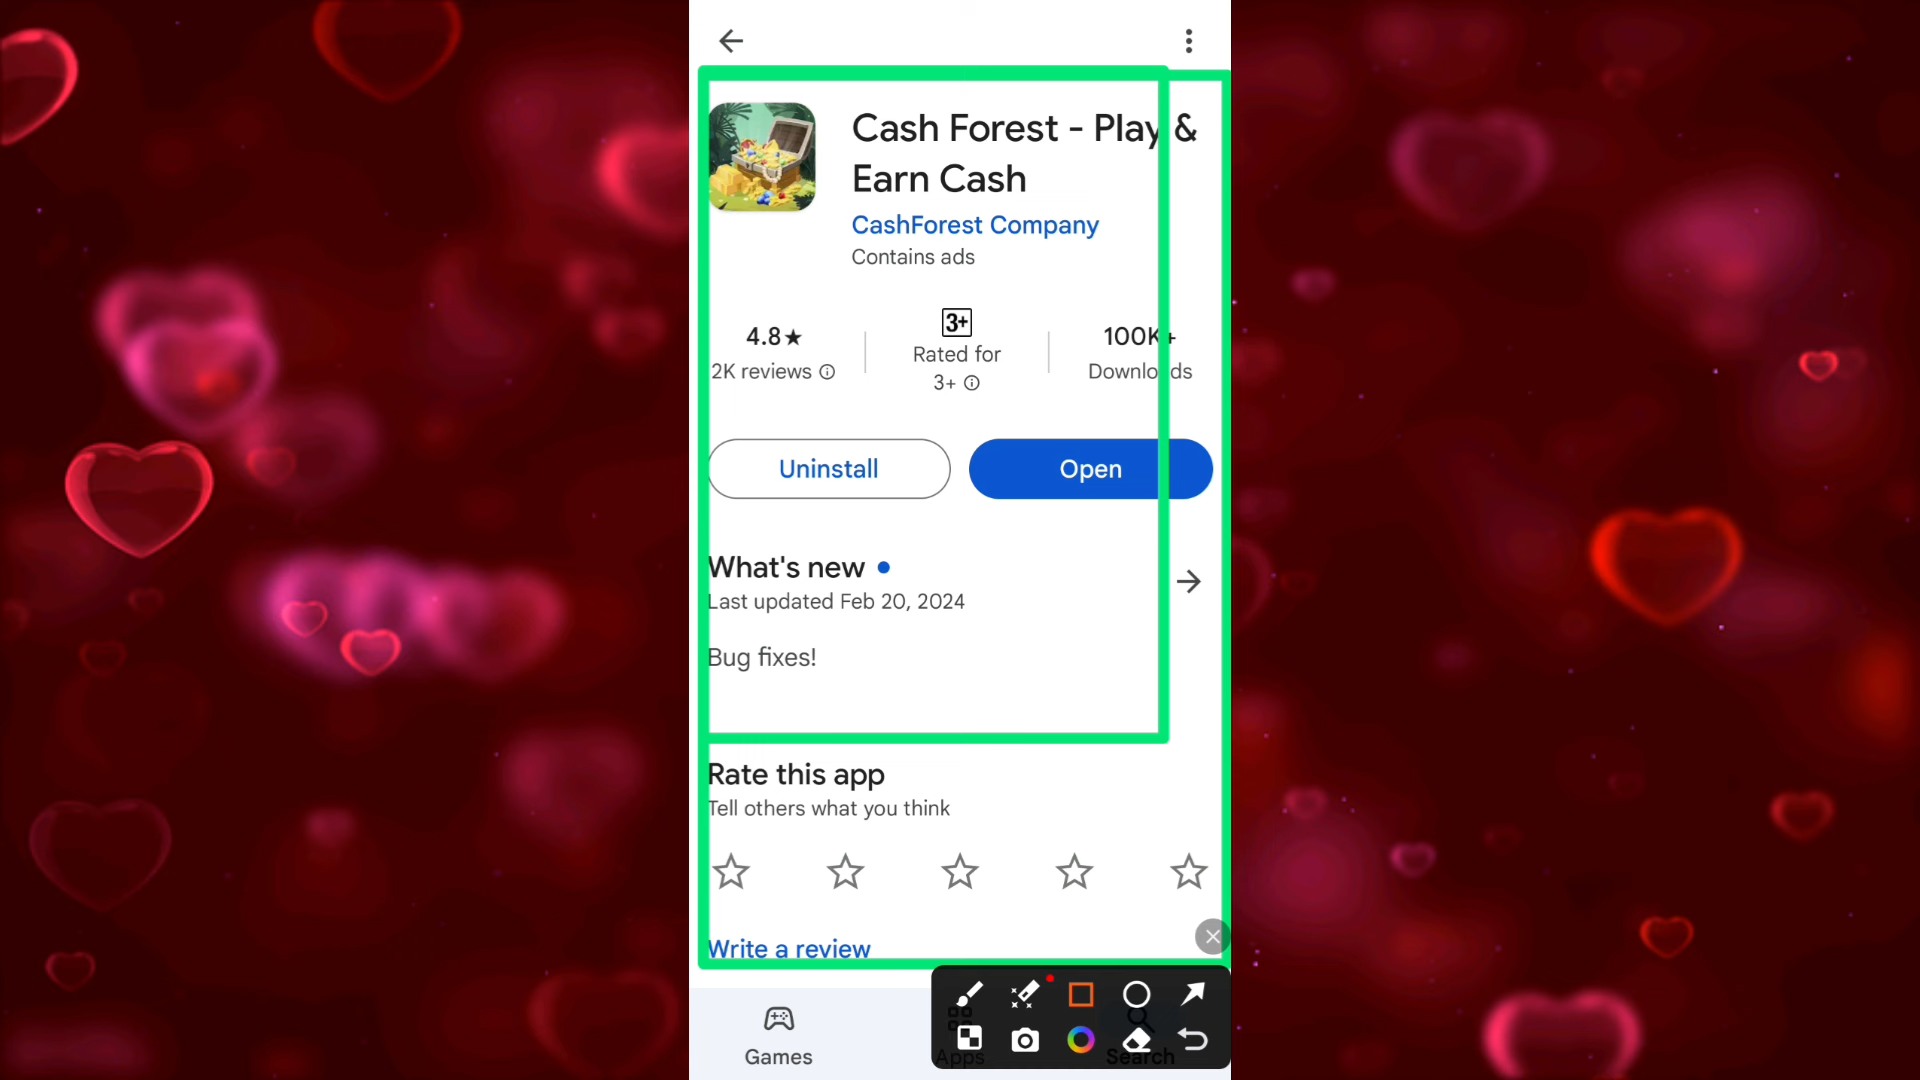 Cash Forest - Play &
Earn Cash
CashForest Company
Contains ads
4.8★
2K reviews
3+
Rated for
3+
100K+
Downloads
Uninstall
Open
What's new
Last updated Feb 20, 2024
Bug fixes!
Rate this app
Tell others what you think
Write a review
Games
Apps
Search